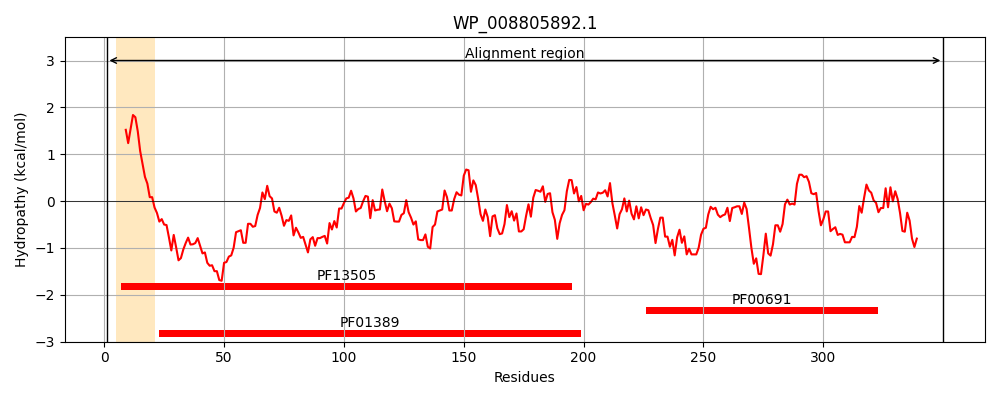 WP_008805892.1
Alignment region
3
2
1
0
−1
−2
−3
Hydropathy (kcal/mol)
PF13505
PF00691
PF01389
0
50
100
150
200
250
300
Residues